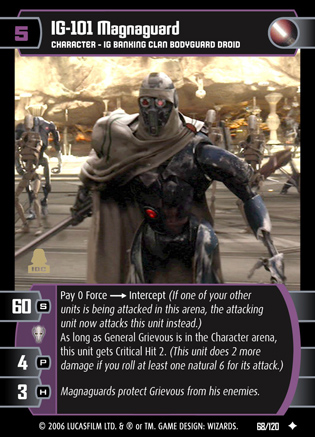 5
IG-101 Magnaguard
CHARACTER - IG BANKING CLAN BODYGUARD DROID
60 S
4 P
3 H
Pay 0 Force → Intercept (If one of your other
units is being attacked in this arena, the attacking
unit now attacks this unit instead.)
As long as General Grievous is in the Character arena,
this unit gets Critical Hit 2. (This unit does 2 more
damage if you roll at least one natural 6 for its attack.)
Magnaguards protect Grievous from his enemies.
© 2006 LUCASFILM LTD. & ® or TM. GAME DESIGN: WIZARDS.
68/120